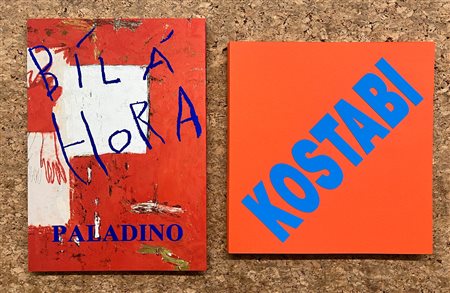 BÍLÁ
HORA
PALADINO
KOSTABI